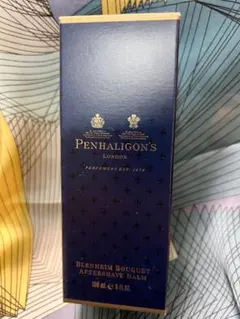 PENHALIGON'S
LONDON
PERFUMERS EST. 1870
BLENHEIM BOUQUET
AFTERSHAVE BALM